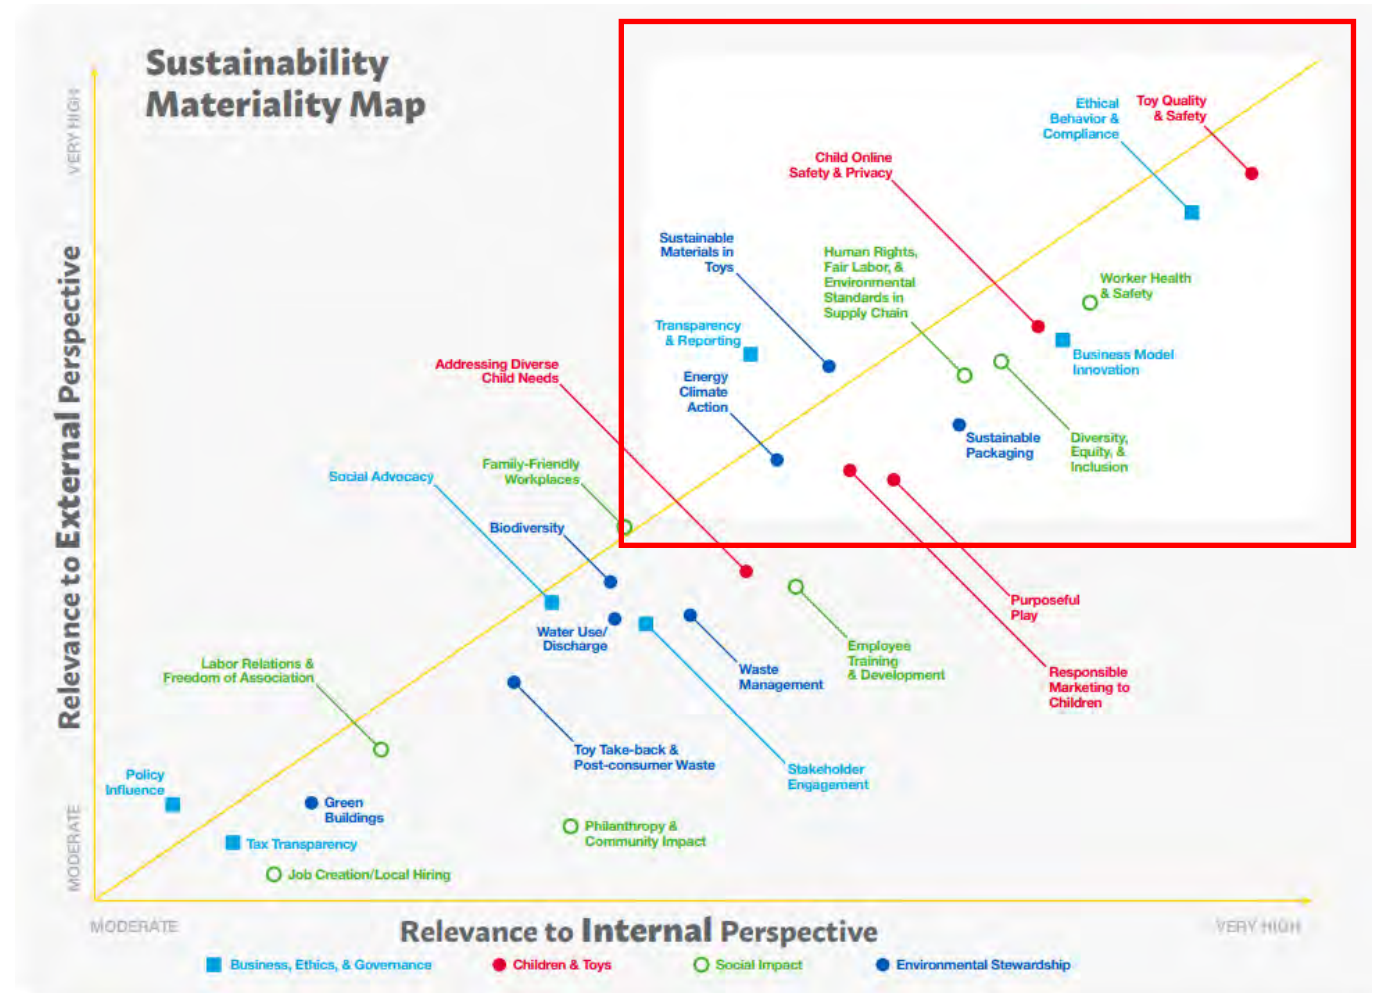 Sustainability
Materiality Map
VERY HIGH
Relevance to External Perspective
MODERATE
Ethical
Behavior &
Compliance
Toy Quality
& Safety
Child Online
Safety & Privacy
Sustainable
Materials in
Toys
Human Rights,
Fair Labor, &
Environmental
Standards in
Supply Chain
Worker Health
& Safety
Transparency
& Reporting
Business Model
Innovation
Addressing Diverse
Child Needs
Energy
Climate
Action
Sustainable
Packaging
Diversity,
Equity, &
Inclusion
Family-Friendly
Workplaces
Social Advocacy
Biodiversity
Purposeful
Play
Water Use/
Discharge
Employee
Training
& Development
Labor Relations &
Freedom of Association
Waste
Management
Responsible
Marketing to
Children
Toy Take-back &
Post-consumer Waste
Stakeholder
Engagement
Policy
Influence
Green
Buildings
Philanthropy &
Community Impact
Tax Transparency
Job Creation/Local Hiring
MODERATE
Relevance to Internal Perspective
VERY HIGH
Business, Ethics, & Governance
Children & Toys
Social Impact
Environmental Stewardship